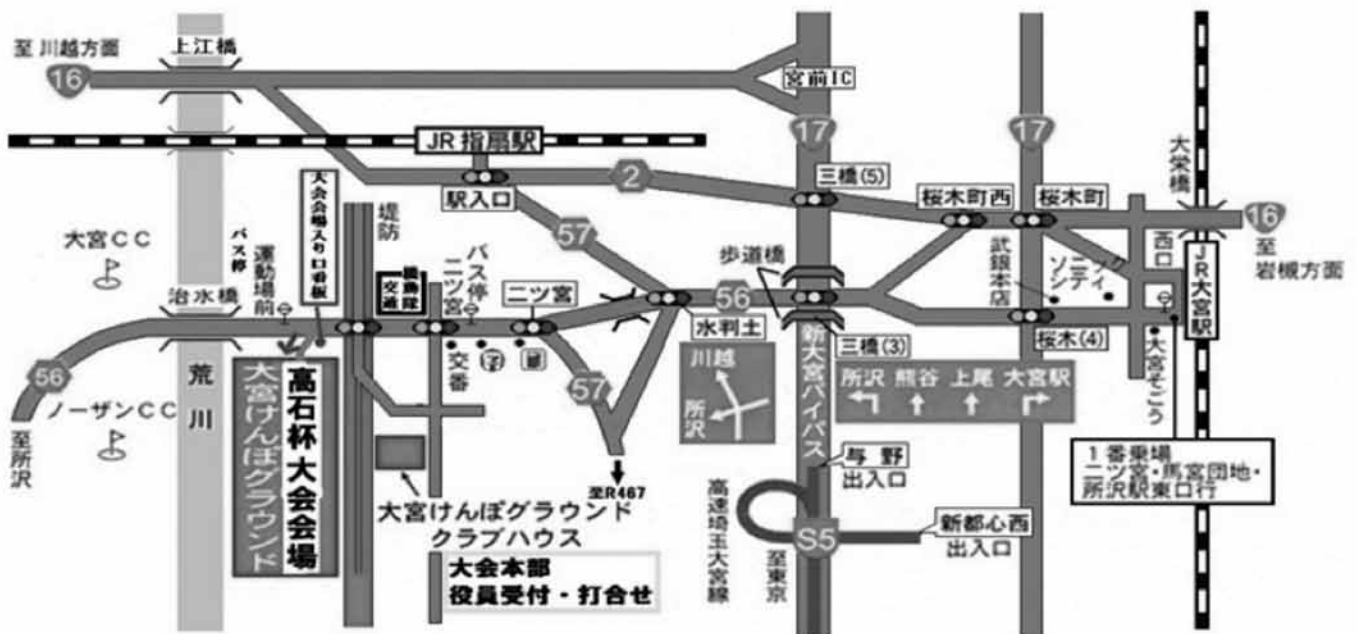 至川越方面
上江橋
16
宮前IC
JR指扇駅
17
17
大栄橋
三橋(5)
2
桜木町西
桜木町
16
至
岩槻方面
駅入口
大会会場入り口看板
堤防
57
大宮CC
バス停
運動場前
歩道橋
武銀本店
ソニック
シティ
西口
JR大宮駅
治水橋
交通
バス停
二ツ宮
二ツ宮
56
水判土
三橋(3)
桜木(4)
大宮そごう
56
荒川
交番
57
川越
所沢
新大宮バイパス
所沢 熊谷 上尾 大宮駅
ノーザンCC
至所沢
高石杯大会会場
大宮けんぽグラウンド
至R467
大宮けんぽグラウンド
クラブハウス
大会本部
役員受付・打合せ
与野
出入口
高速埼玉大宮線
S5
至東京
新都心西
出入口
1番乗場
二ツ宮・馬宮団地・
所沢駅東口行